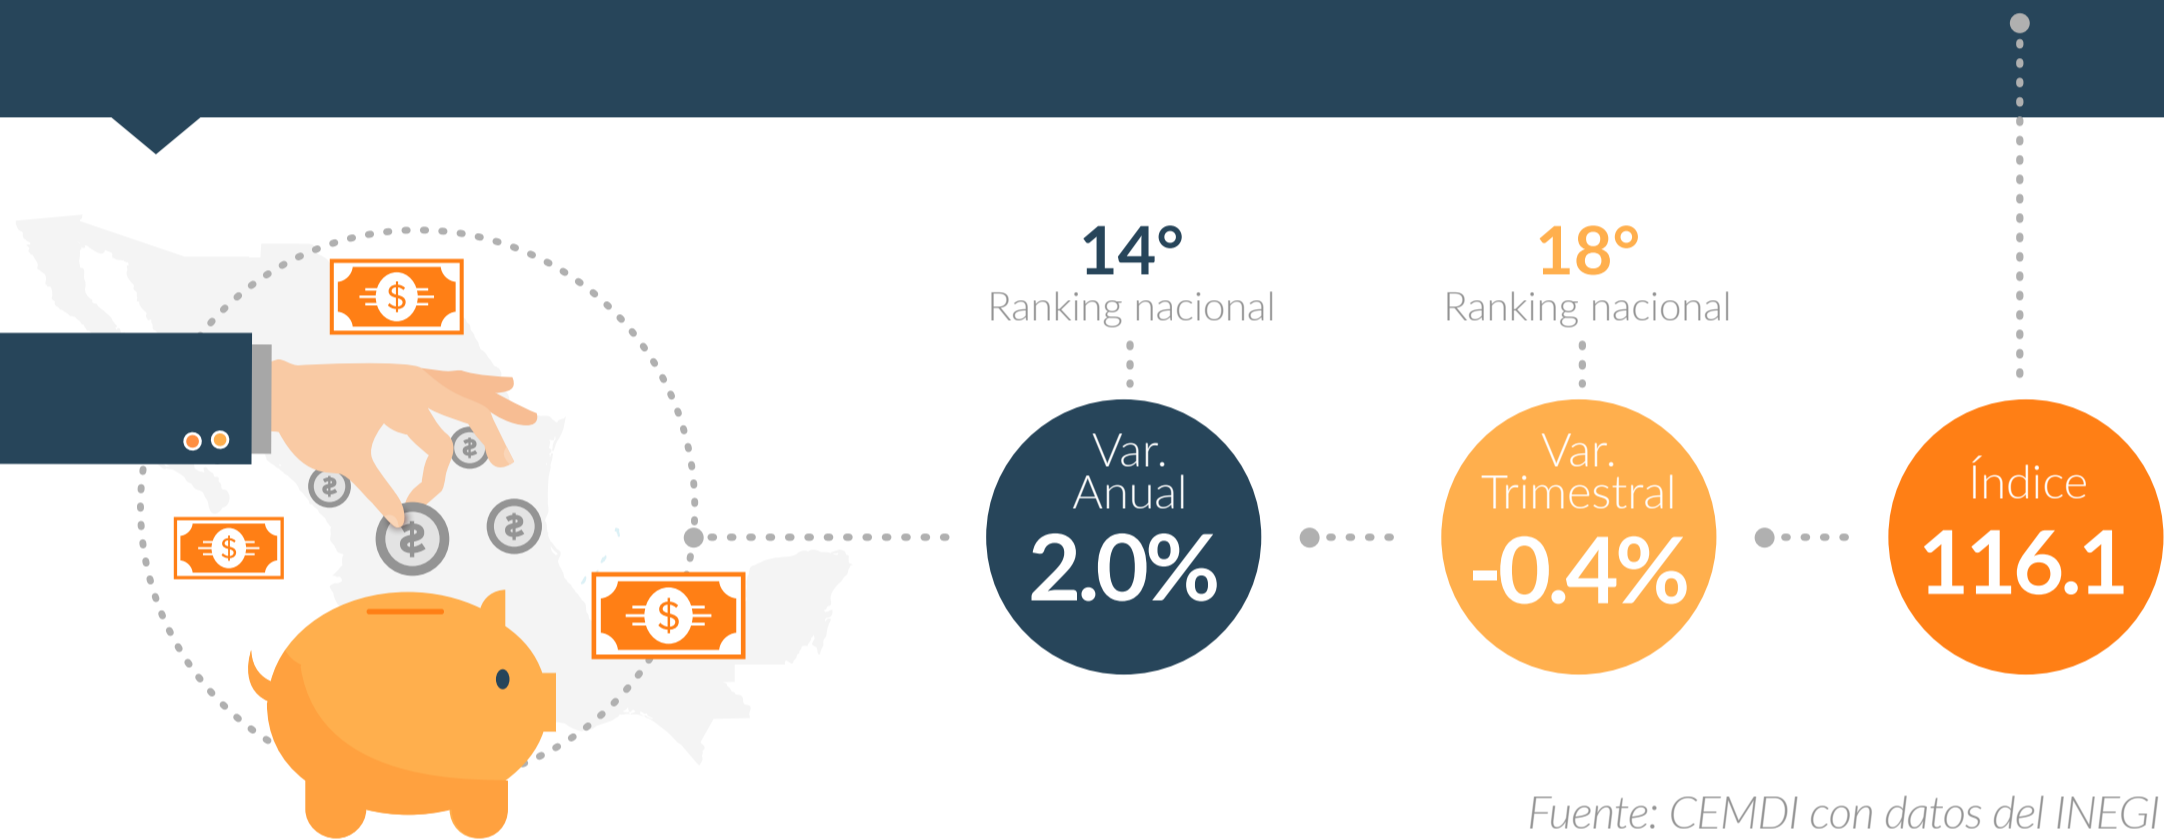 14°
Ranking nacional
Var.
Anual
2.0%
18°
Ranking nacional
Var.
Trimestral
-0.4%
Índice
116.1
$
$
$
$
$
$
$
Fuente: CEMDI con datos del INEGI